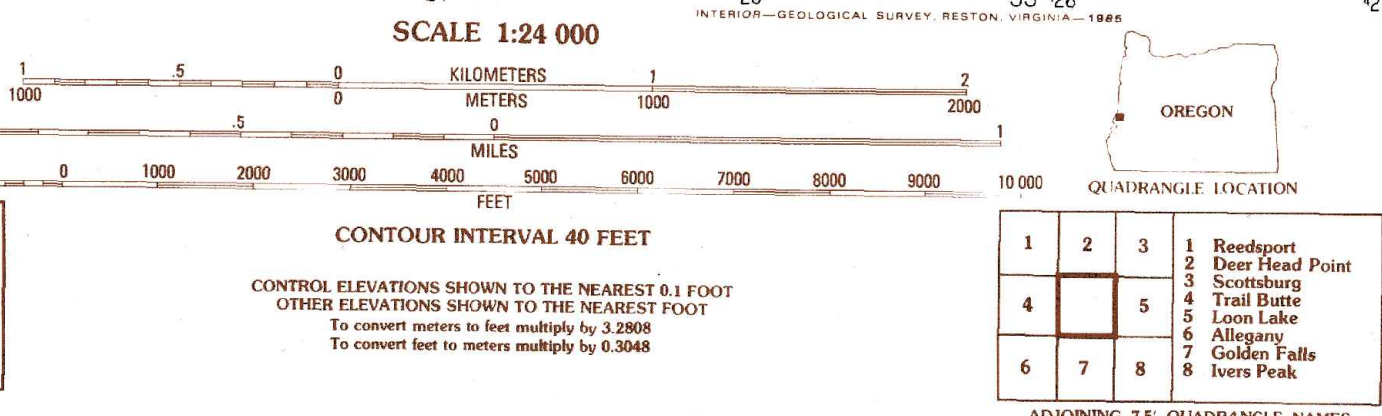 INTERIOR—GEOLOGICAL SURVEY, RESTON, VIRGINIA—1985
SCALE 1:24 000
1 .5 0 KILOMETERS 1 2
1000 0 METERS 1000 2000
.5 0 1
MILES
0 1000 2000 3000 4000 5000 6000 7000 8000 9000 10 000
FEET
OREGON
QUADRANGLE LOCATION
CONTOUR INTERVAL 40 FEET
CONTROL ELEVATIONS SHOWN TO THE NEAREST 0.1 FOOT
OTHER ELEVATIONS SHOWN TO THE NEAREST FOOT
To convert meters to feet multiply by 3.2808
To convert feet to meters multiply by 0.3048
1 2 3
4 5
6 7 8
1 Reedsport
2 Deer Head Point
3 Scottsburg
4 Trail Butte
5 Loon Lake
6 Allegany
7 Golden Falls
8 Ivers Peak
ADJOINING 7.5' QUADRANGLE NAMES